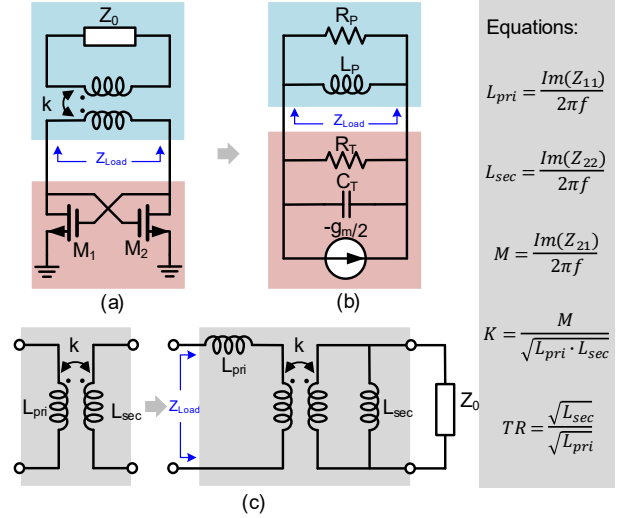 Z0
k
ZLoad
M1
M2
(a)
RP
LP
ZLoad
RT
CT
-gm/2
(b)
k
Lpri
Lsec
Lpri
k
ZLoad
Lsec
Z0
(c)
Equations:
Lpri = Im(Z11) / 2πf
Lsec = Im(Z22) / 2πf
M = Im(Z21) / 2πf
K = M / √(Lpri · Lsec)
TR = √Lsec / √Lpri